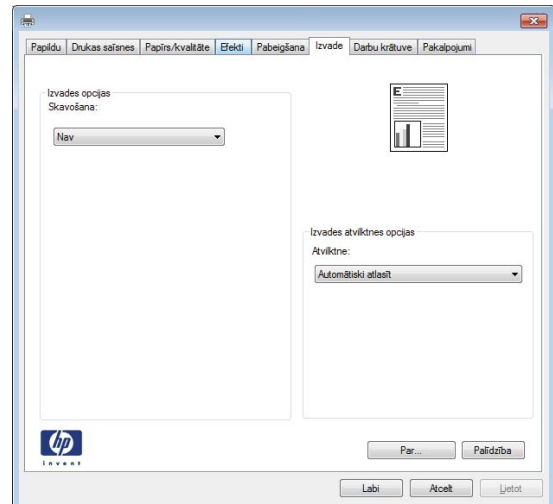 Papildu Drukas saīsnes Papīrs/kvalitāte Efekti Pabeigšana Izvade Darbu krātuve Pakalpojumi
Izvades opcijas
Skavošana:
Nav
E
Izvades atvilktnes opcijas
Atvilktne:
Automātiski atlasīt
hp
invent
Par... Palīdzība
Labi Atcelt Lietot